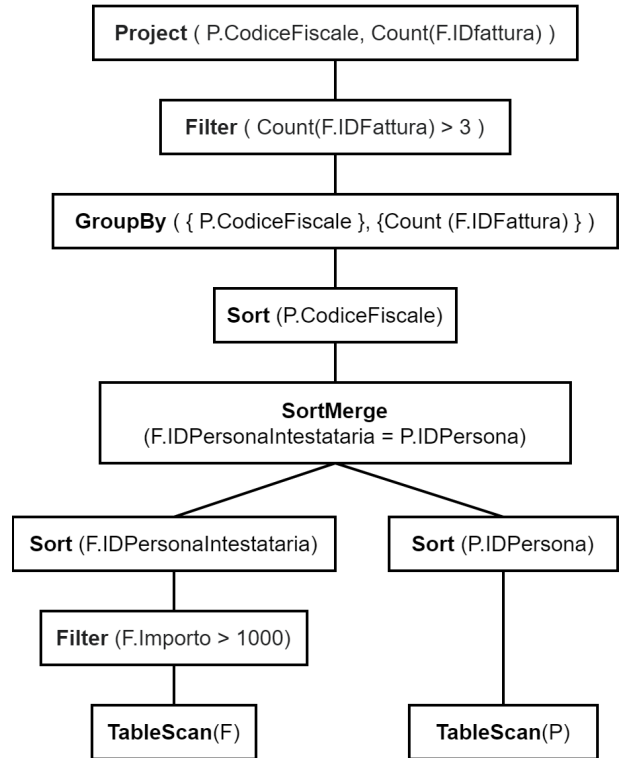 Project ( P.CodiceFiscale, Count(F.IDfattura) )
Filter ( Count(F.IDFattura) > 3 )
GroupBy ( { P.CodiceFiscale }, {Count (F.IDFattura) } )
Sort (P.CodiceFiscale)
SortMerge
(F.IDPersonaIntestataria = P.IDPersona)
Sort (F.IDPersonaIntestataria)
Sort (P.IDPersona)
Filter (F.Importo > 1000)
TableScan(F)
TableScan(P)